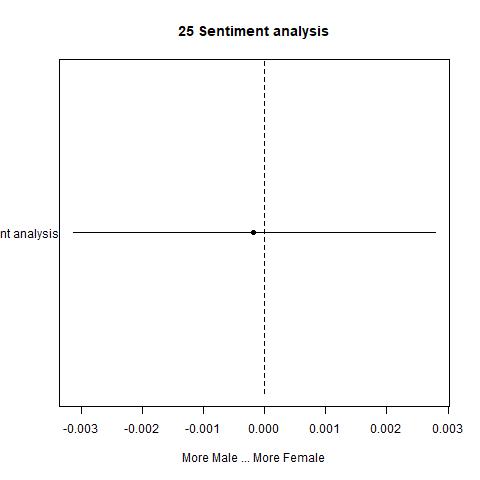 25 Sentiment analysis
nt analysis
-0.003 -0.002 -0.001 0.000 0.001 0.002 0.003
More Male ... More Female